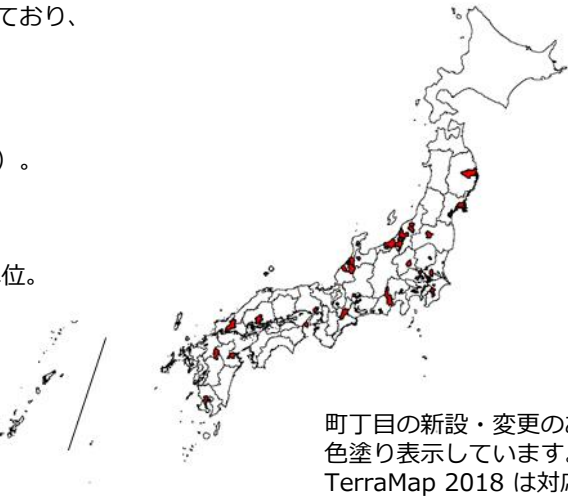 ており、
）。
位。
町丁目の新設・変更のあ
色塗り表示しています。
TerraMap 2018 は対応